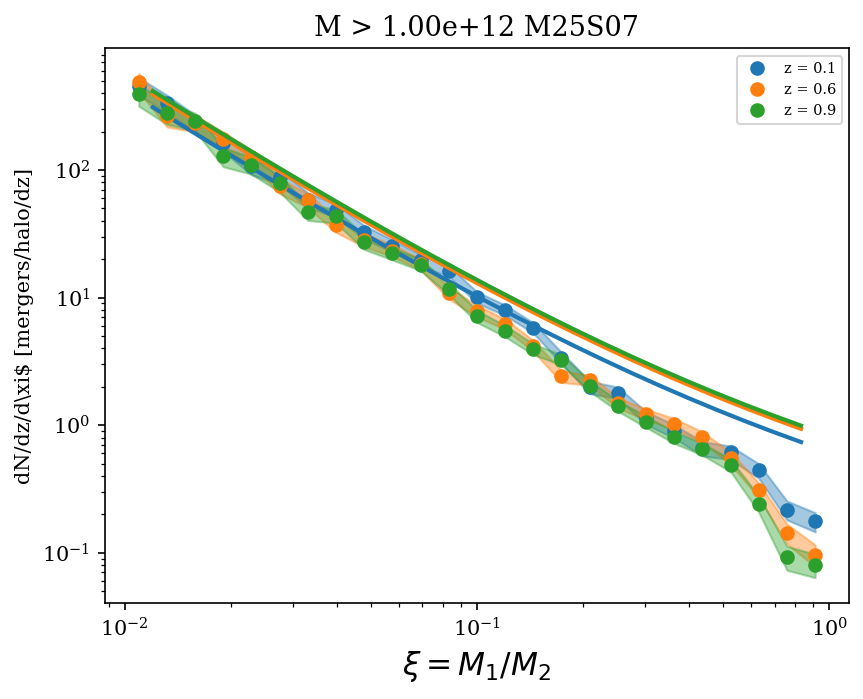 M > 1.00e+12 M25S07
z = 0.1
z = 0.6
z = 0.9
dN/dz/d\xi$ [mergers/halo/dz]
10²
10¹
10⁰
10⁻¹
10⁻² 10⁻¹ 10⁰
ξ = M₁/M₂